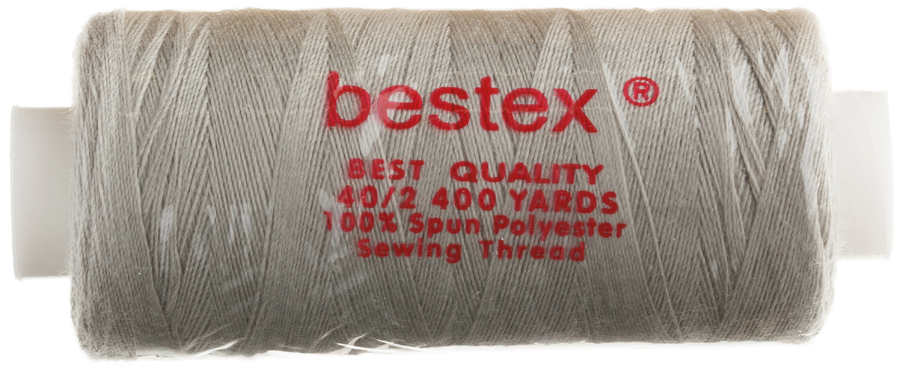 bestex ®
BEST QUALITY
40/2 400 YARDS
100% Spun Polyester
Sewing Thread